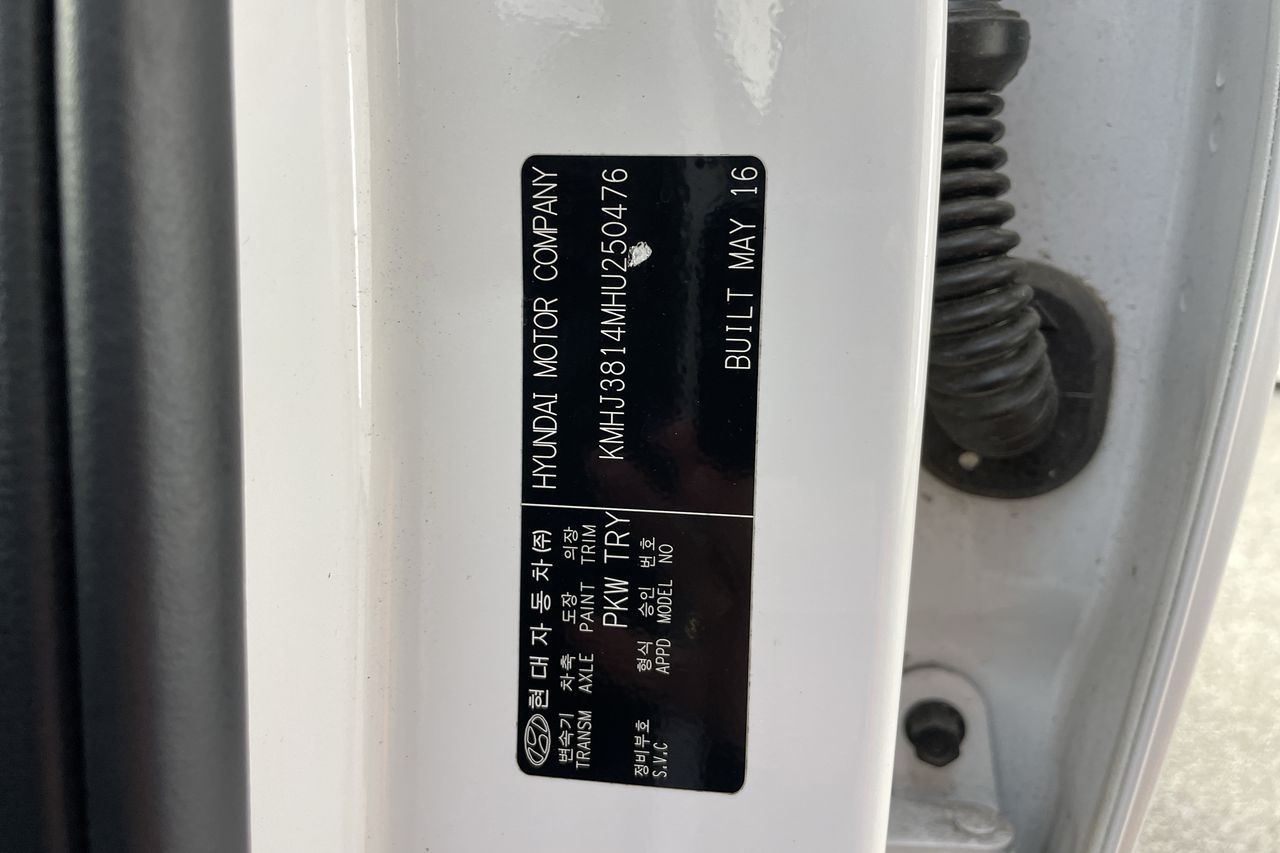 현대자동차(주) HYUNDAI MOTOR COMPANY
변속기 차축 도장 의장
TRANSM AXLE PAINT TRIM
PKW TRY KMHJ3814MHU250476
정비부호 형식 승인 번호
S.V.C APPD MODEL NO
BUILT MAY 16